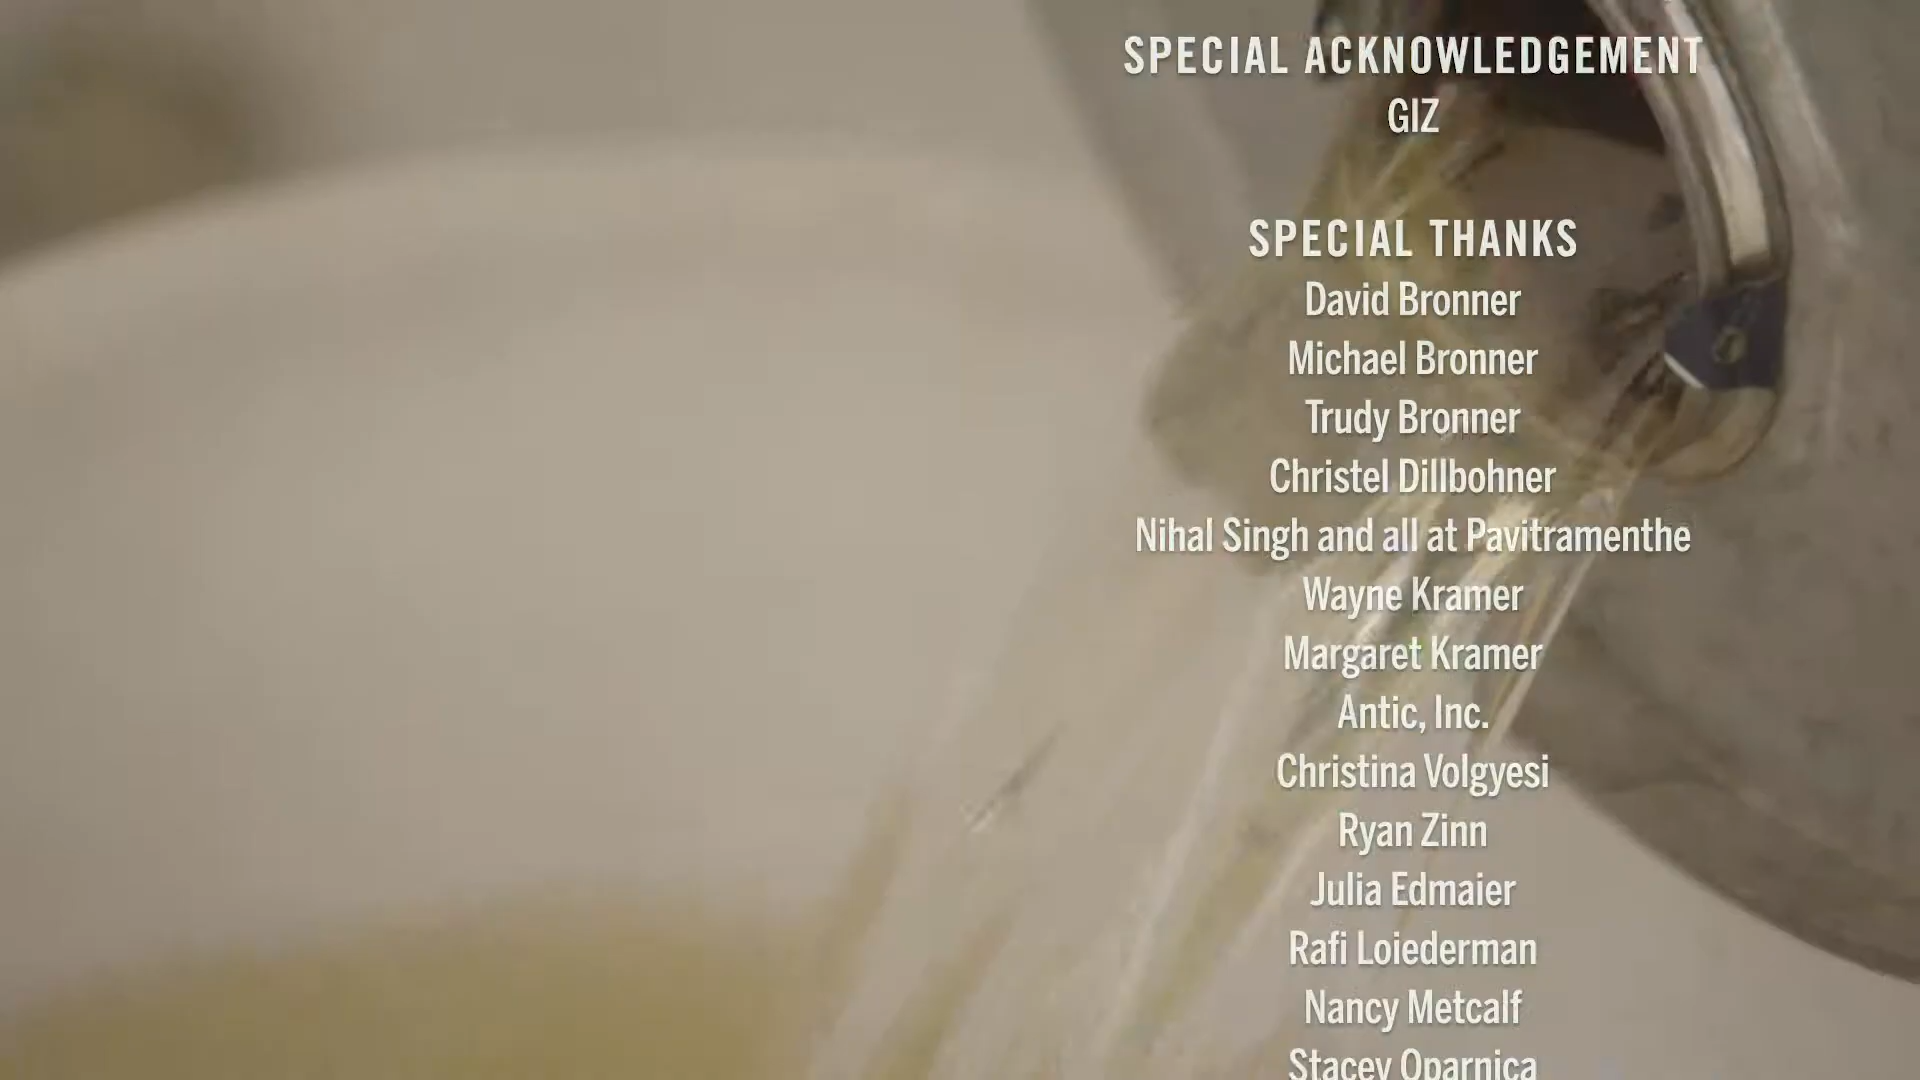 SPECIAL ACKNOWLEDGEMENT
GIZ
SPECIAL THANKS
David Bronner
Michael Bronner
Trudy Bronner
Christel Dillbohner
Nihal Singh and all at Pavitramenthe
Wayne Kramer
Margaret Kramer
Antic, Inc.
Christina Volgyesi
Ryan Zinn
Julia Edmaier
Rafi Loiederman
Nancy Metcalf
Stacey Oparnica